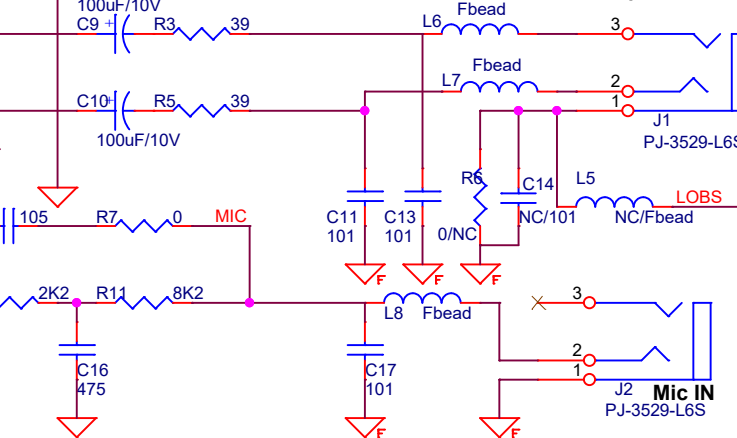 100uF/10V
C9 + R3 39
L6 Fbead 3
L7 Fbead 2
C10+ R5 39
100uF/10V
1
J1
PJ-3529-L6S
R6 C14 L5
0/NC NC/101 NC/Fbead LOBS
C11 C13
101 101
F F F
105 R7 0 MIC
2K2 R11 8K2
L8 Fbead
3
2
1
J2 Mic IN
PJ-3529-L6S
C16 C17
475 101
F F